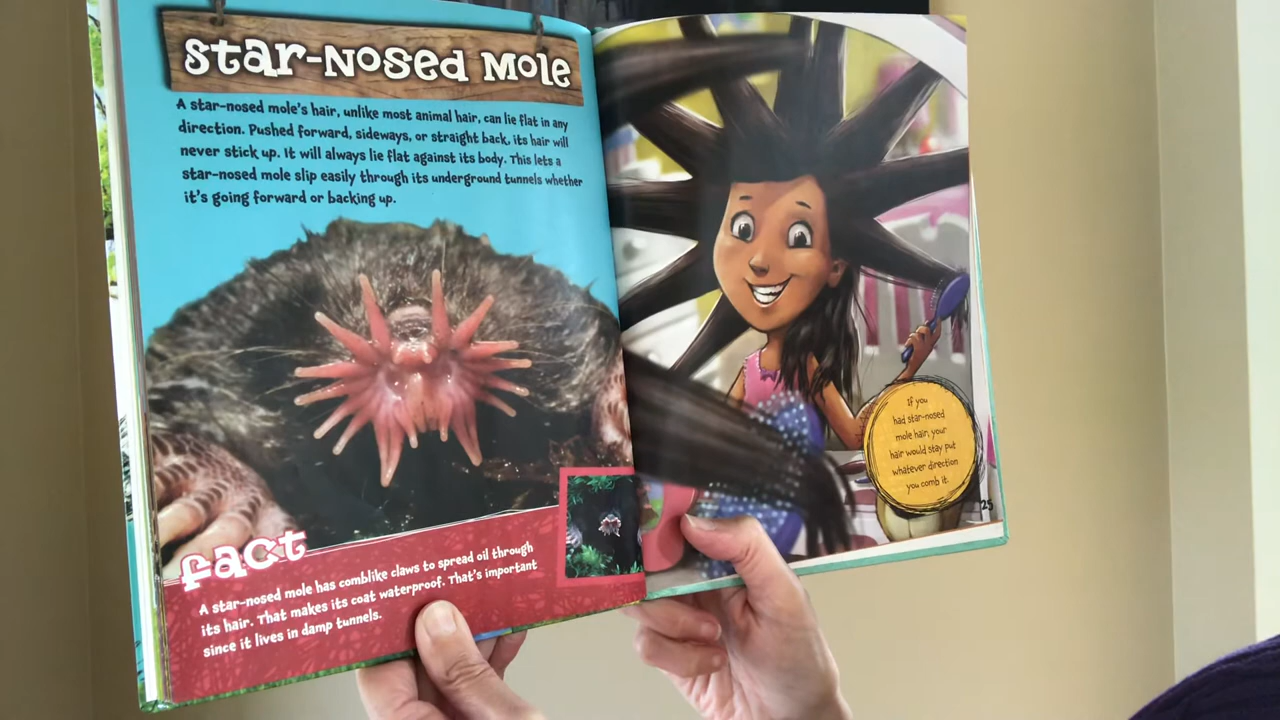 Star-Nosed Mole
A star-nosed mole's hair, unlike most animal hair, can lie flat in any
direction. Pushed forward, sideways, or straight back, its hair will
never stick up. It will always lie flat against its body. This lets a
star-nosed mole slip easily through its underground tunnels whether
it's going forward or backing up.
fact
A star-nosed mole has comblike claws to spread oil through
its hair. That makes its coat waterproof. That's important
since it lives in damp tunnels.
If you
had star-nosed
mole hair, your
hair would stay put
whatever direction
you comb it.
25